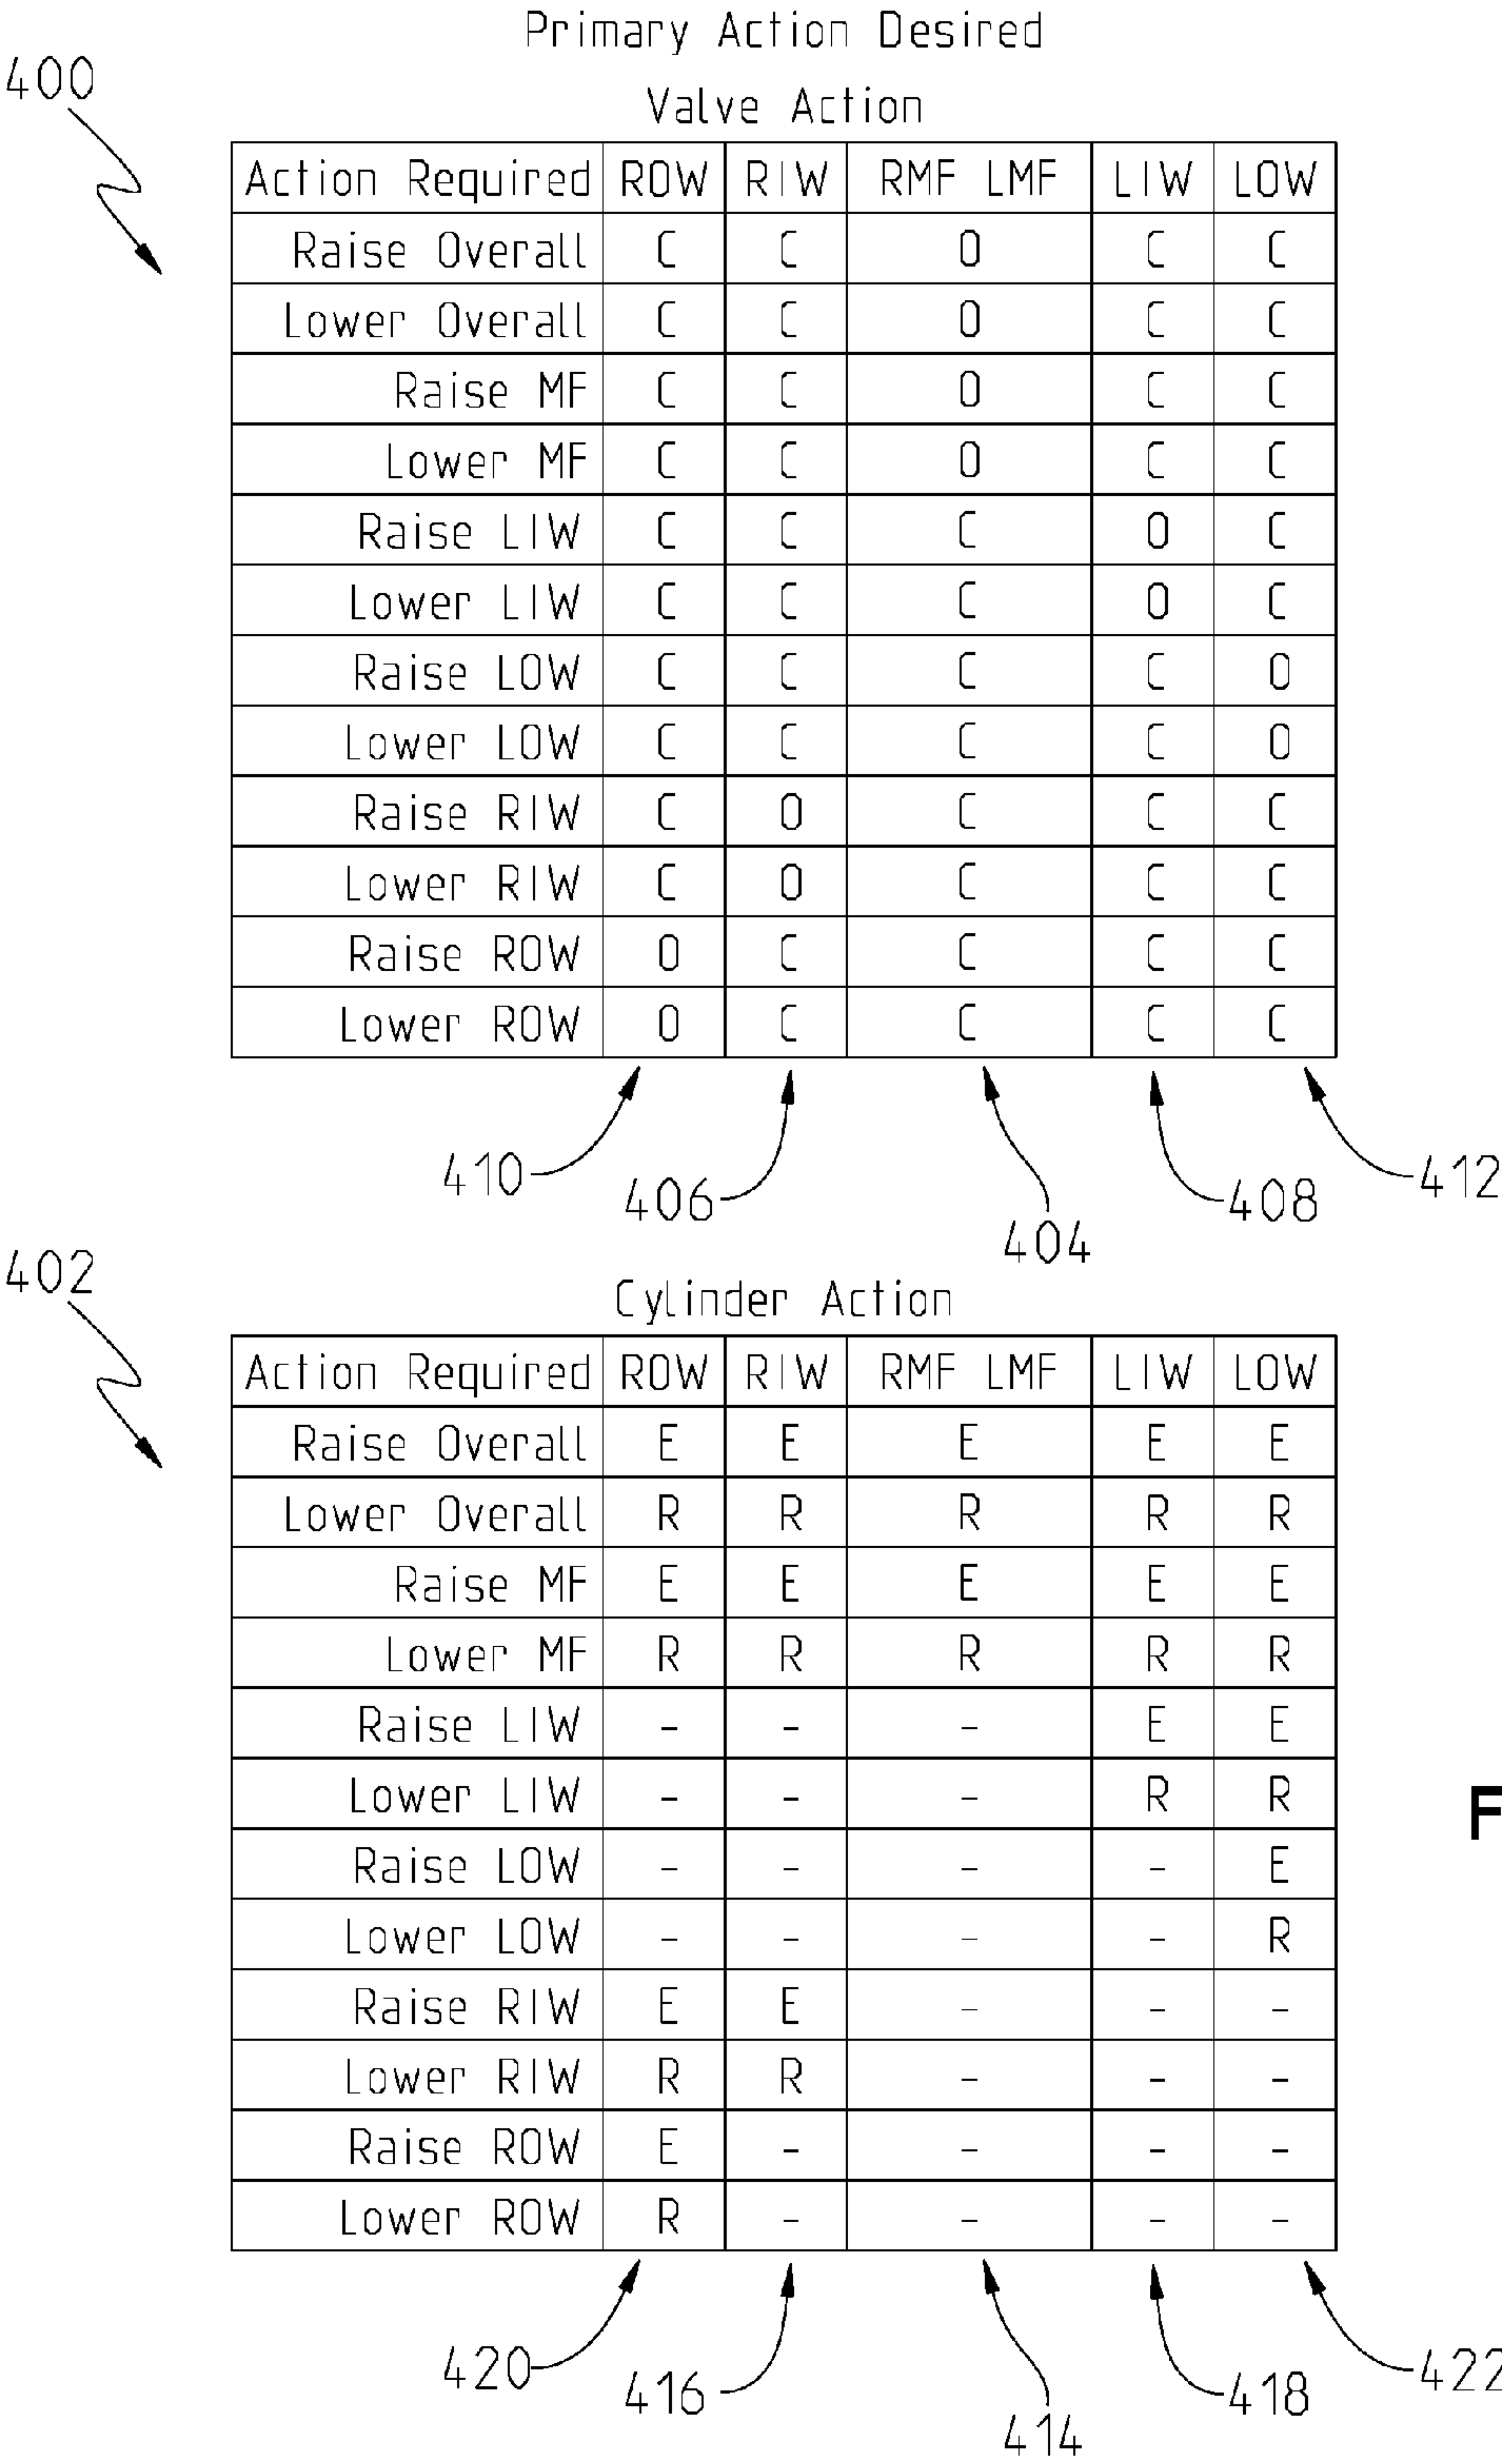 Primary Action Desired
400
Valve Action
Action Required ROW RIW RMF LMF LIW LOW
Raise Overall C C O C C
Lower Overall C C O C C
Raise MF C C O C C
Lower MF C C O C C
Raise LIW C C C O C
Lower LIW C C C O C
Raise LOW C C C C O
Lower LOW C C C C O
Raise RIW C O C C C
Lower RIW C O C C C
Raise ROW O C C C C
Lower ROW O C C C C
410 406 404 408 412
402
Cylinder Action
Action Required ROW RIW RMF LMF LIW LOW
Raise Overall E E E E E
Lower Overall R R R R R
Raise MF E E E E E
Lower MF R R R R R
Raise LIW - - - E E
Lower LIW - - - R R
F
Raise LOW - - - - E
Lower LOW - - - - R
Raise RIW E E - - -
Lower RIW R R - - -
Raise ROW E - - - -
Lower ROW R - - - -
420 416 414 418 422